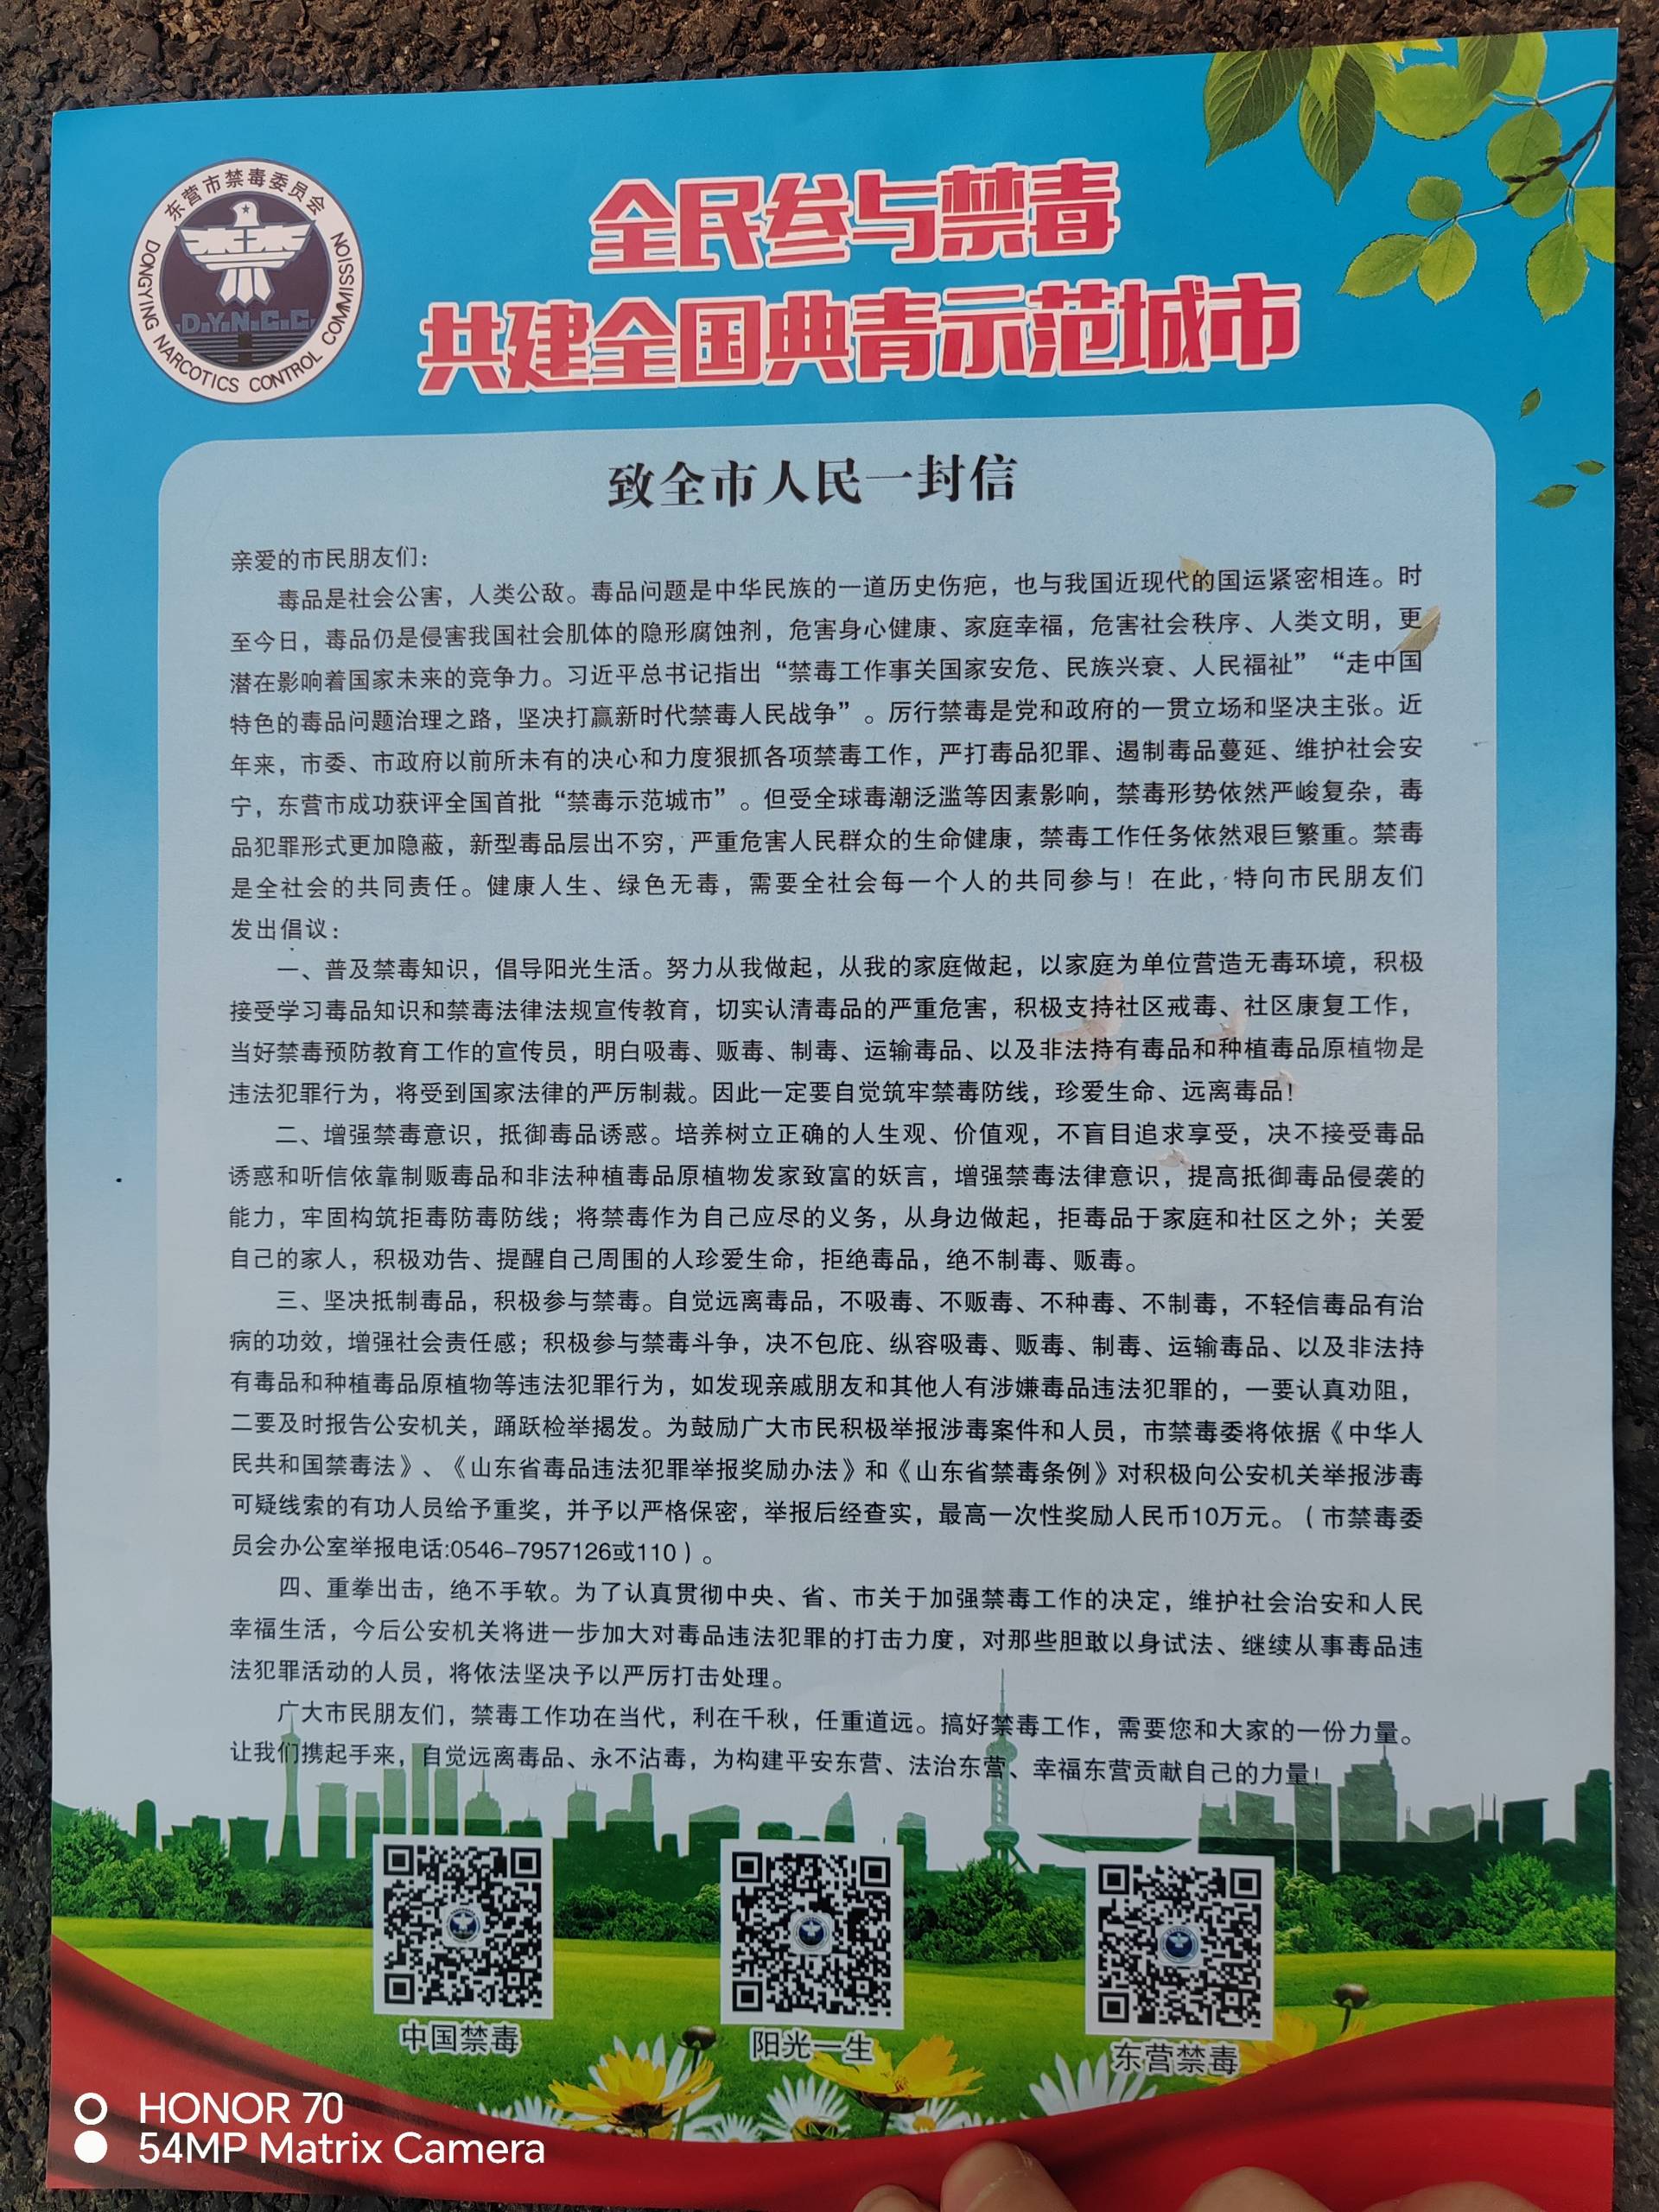 东营市禁毒委员会
DONGYING NARCOTICS CONTROL COMMISSION
D.Y.N.C.C.
全民参与禁毒
共建全国典青示范城市
致全市人民一封信
亲爱的市民朋友们：
毒品是社会公害，人类公敌。毒品问题是中华民族的一道历史伤疤，也与我国近现代的国运紧密相连。时
至今日，毒品仍是侵害我国社会肌体的隐形腐蚀剂，危害身心健康、家庭幸福，危害社会秩序、人类文明，更
潜在影响着国家未来的竞争力。习近平总书记指出“禁毒工作事关国家安危、民族兴衰、人民福祉”“走中国
特色的毒品问题治理之路，坚决打赢新时代禁毒人民战争”。厉行禁毒是党和政府的一贯立场和坚决主张。近
年来，市委、市政府以前所未有的决心和力度狠抓各项禁毒工作，严打毒品犯罪、遏制毒品蔓延、维护社会安
宁，东营市成功获评全国首批“禁毒示范城市”。但受全球毒潮泛滥等因素影响，禁毒形势依然严峻复杂，毒
品犯罪形式更加隐蔽，新型毒品层出不穷，严重危害人民群众的生命健康，禁毒工作任务依然艰巨繁重。禁毒
是全社会的共同责任。健康人生、绿色无毒，需要全社会每一个人的共同参与！在此，特向市民朋友们
发出倡议：
一、普及禁毒知识，倡导阳光生活。努力从我做起，从我的家庭做起，以家庭为单位营造无毒环境，积极
接受学习毒品知识和禁毒法律法规宣传教育，切实认清毒品的严重危害，积极支持社区戒毒、社区康复工作，
当好禁毒预防教育工作的宣传员，明白吸毒、贩毒、制毒、运输毒品、以及非法持有毒品和种植毒品原植物是
违法犯罪行为，将受到国家法律的严厉制裁。因此一定要自觉筑牢禁毒防线，珍爱生命、远离毒品！
二、增强禁毒意识，抵御毒品诱惑。培养树立正确的人生观、价值观，不盲目追求享受，决不接受毒品
诱惑和听信依靠制贩毒品和非法种植毒品原植物发家致富的妖言，增强禁毒法律意识，提高抵御毒品侵袭的
能力，牢固构筑拒毒防毒防线；将禁毒作为自己应尽的义务，从身边做起，拒毒品于家庭和社区之外；关爱
自己的家人，积极劝告、提醒自己周围的人珍爱生命，拒绝毒品，绝不制毒、贩毒。
三、坚决抵制毒品，积极参与禁毒。自觉远离毒品，不吸毒、不贩毒、不种毒、不制毒，不轻信毒品有治
病的功效，增强社会责任感；积极参与禁毒斗争，决不包庇、纵容吸毒、贩毒、制毒、运输毒品、以及非法持
有毒品和种植毒品原植物等违法犯罪行为，如发现亲戚朋友和其他人有涉嫌毒品违法犯罪的，一要认真劝阻，
二要及时报告公安机关，踊跃检举揭发。为鼓励广大市民积极举报涉毒案件和人员，市禁毒委将依据《中华人
民共和国禁毒法》、《山东省毒品违法犯罪举报奖励办法》和《山东省禁毒条例》对积极向公安机关举报涉毒
可疑线索的有功人员给予重奖，并予以严格保密，举报后经查实，最高一次性奖励人民币10万元。（市禁毒委
员会办公室举报电话:0546-7957126或110）。
四、重拳出击，绝不手软。为了认真贯彻中央、省、市关于加强禁毒工作的决定，维护社会治安和人民
幸福生活，今后公安机关将进一步加大对毒品违法犯罪的打击力度，对那些胆敢以身试法、继续从事毒品违
法犯罪活动的人员，将依法坚决予以严厉打击处理。
广大市民朋友们，禁毒工作功在当代，利在千秋，任重道远。搞好禁毒工作，需要您和大家的一份力量。
让我们携起手来，自觉远离毒品、永不沾毒，为构建平安东营、法治东营、幸福东营贡献自己的力量！
中国禁毒
阳光一生
东营禁毒
HONOR 70
54MP Matrix Camera